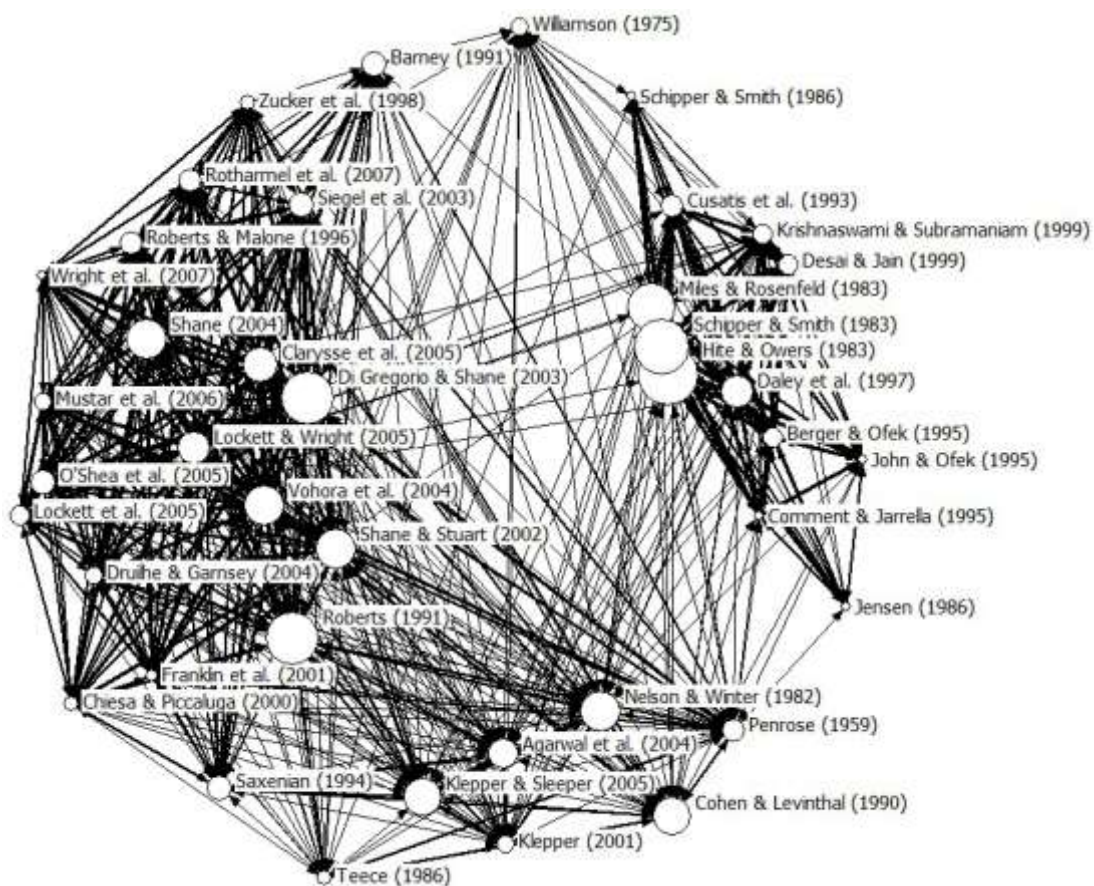 Williamson (1975)
Barney (1991)
Schipper & Smith (1986)
Zucker et al. (1998)
Rotharmel et al. (2007)
Siegel et al. (2003)
Cusatis et al. (1993)
Krishnaswami & Subramaniam (1999)
Roberts & Malone (1996)
Desai & Jain (1999)
Wright et al. (2007)
Miles & Rosenfeld (1983)
Shane (2004)
Schipper & Smith (1983)
Clarysse et al. (2005)
Hite & Owers (1983)
Di Gregorio & Shane (2003)
Daley et al. (1997)
Mustar et al. (2006)
Lockett & Wright (2005)
Berger & Ofek (1995)
John & Ofek (1995)
O'Shea et al. (2005)
Vohora et al. (2004)
Lockett et al. (2005)
Comment & Jarrella (1995)
Shane & Stuart (2002)
Druilhe & Garnsey (2004)
Jensen (1986)
Roberts (1991)
Franklin et al. (2001)
Nelson & Winter (1982)
Chiesa & Piccaluga (2000)
Penrose (1959)
Agarwal et al. (2004)
Saxenian (1994)
Klepper & Sleeper (2005)
Cohen & Levinthal (1990)
Klepper (2001)
Teece (1986)